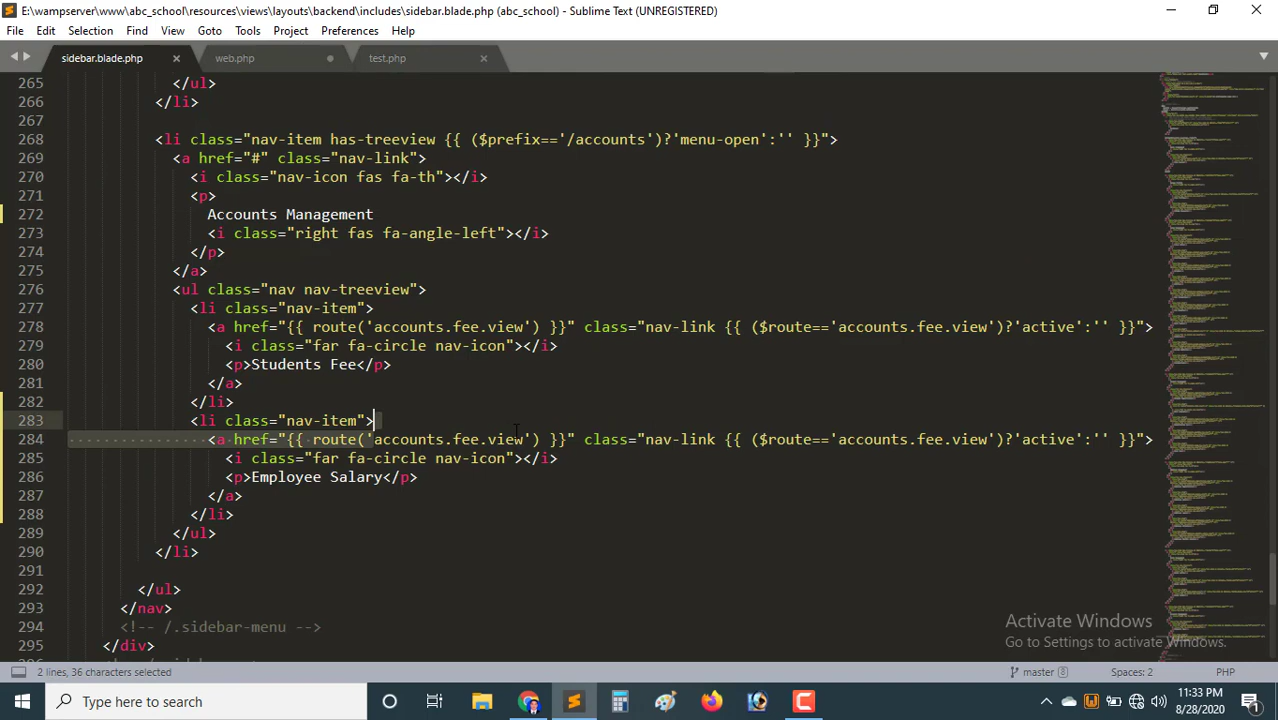 E:\wampserver\www\abc_school\resources\views\layouts\backend\includes\sidebar.blade.php (abc_school) - Sublime Text (UNREGISTERED)
File Edit Selection Find View Goto Tools Project Preferences Help
sidebar.blade.php web.php test.php
265 </ul>
266 </li>
267
268 <li class="nav-item has-treeview {{ ($prefix=='/accounts')?'menu-open':'' }}">
269 <a href="#" class="nav-link">
270 <i class="nav-icon fas fa-th"></i>
271 <p>
272 Accounts Management
273 <i class="right fas fa-angle-left"></i>
274 </p>
275 </a>
276 <ul class="nav nav-treeview">
277 <li class="nav-item">
278 <a href="{{ route('accounts.fee.view') }}" class="nav-link {{ ($route=='accounts.fee.view')?'active':'' }}">
279 <i class="far fa-circle nav-icon"></i>
280 <p>Students Fee</p>
281 </a>
282 </li>
283 <li class="nav-item">
284 <a href="{{ route('accounts.fee.view') }}" class="nav-link {{ ($route=='accounts.fee.view')?'active':'' }}">
285 <i class="far fa-circle nav-icon"></i>
286 <p>Employee Salary</p>
287 </a>
288 </li>
289 </ul>
290 </li>
291
292 </ul>
293 </nav>
294 <!-- /.sidebar-menu -->
295 </div>
Activate Windows
Go to Settings to activate Windows.
2 lines, 36 characters selected master 8 Spaces: 2 PHP
Type here to search
11:33 PM
8/28/2020
1